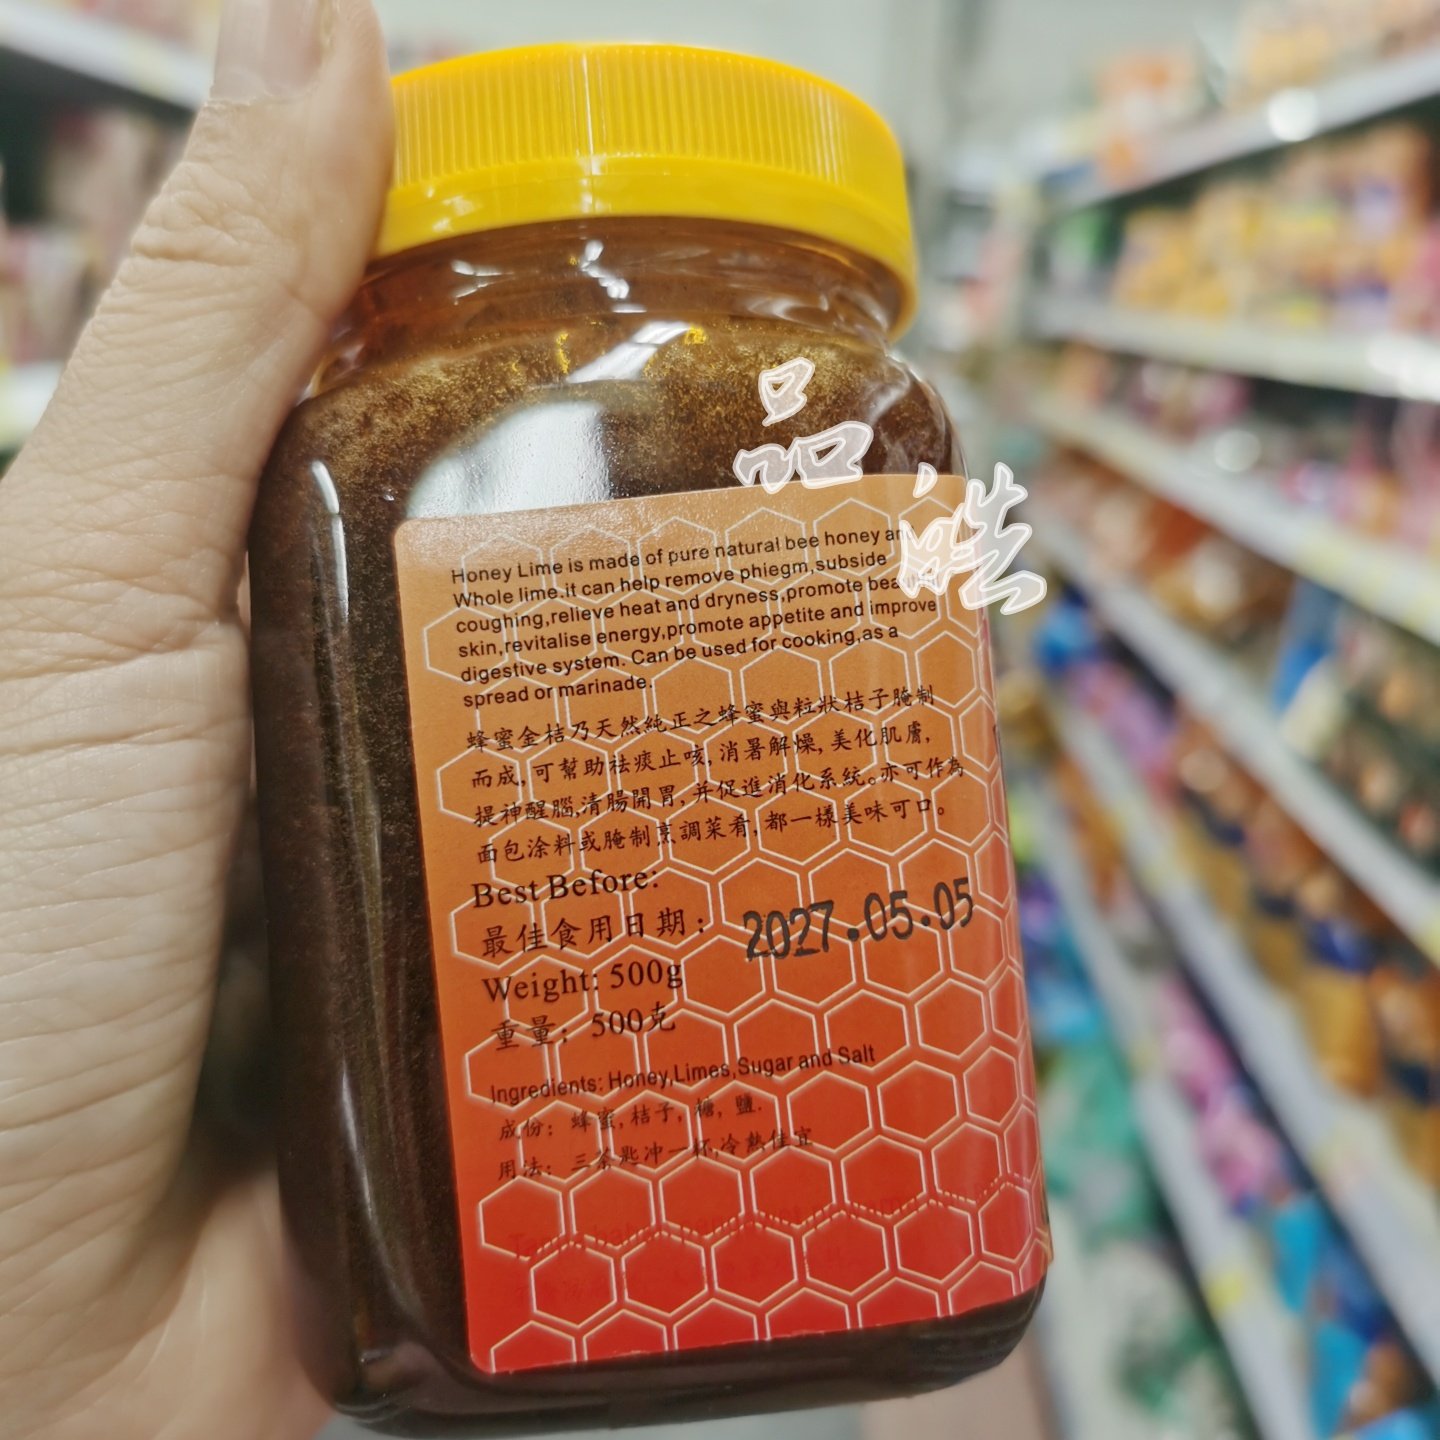 品
皓
Honey Lime is made of pure natural bee honey an
Whole lime.it can help remove phiegm,subside
coughing,relieve heat and dryness,promote beau
skin,revitalise energy,promote appetite and improve
digestive system. Can be used for cooking,as a
spread or marinade.
蜂蜜金桔乃天然純正之蜂蜜與粒狀桔子腌制
而成,可幫助祛痰止咳,消暑解燥,美化肌膚,
提神醒腦,清腸開胃,并促進消化系統。亦可作為
面包涂料或腌制烹調菜肴,都一樣美味可口。
Best Before:
最佳食用日期: 2027.05.05
Weight: 500g
重量: 500克
Ingredients: Honey,Limes,Sugar and Salt
成份: 蜂蜜,桔子,糖,鹽.
用法: 三茶匙冲一杯,冷熱佳宜